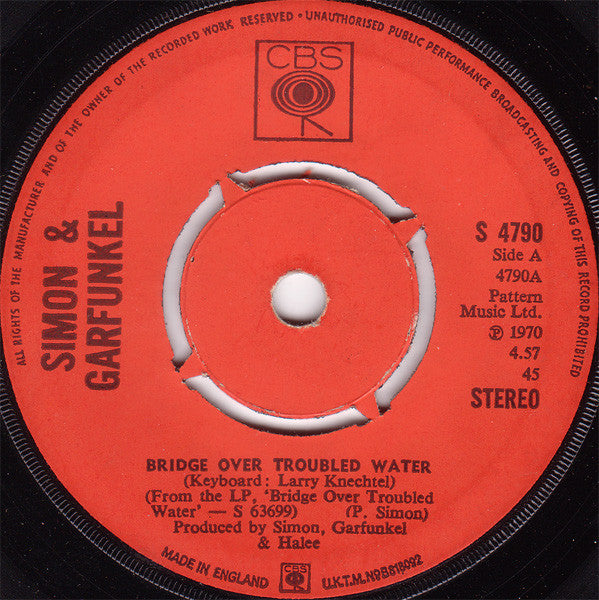 ALL RIGHTS OF THE MANUFACTURER AND OF THE OWNER OF THE RECORDED WORK RESERVED • UNAUTHORISED PUBLIC PERFORMANCE BROADCASTING AND COPYING OF THIS RECORD PROHIBITED
CBS
SIMON &
GARFUNKEL
S 4790
Side A
4790A
Pattern
Music Ltd.
Ⓟ 1970
4.57
45
STEREO
BRIDGE OVER TROUBLED WATER
(Keyboard: Larry Knechtel)
(From the LP, 'Bridge Over Troubled
Water' — S 63699) (P. Simon)
Produced by Simon, Garfunkel
& Halee
MADE IN ENGLAND
CBS
U.K.T.M. Nº B815092